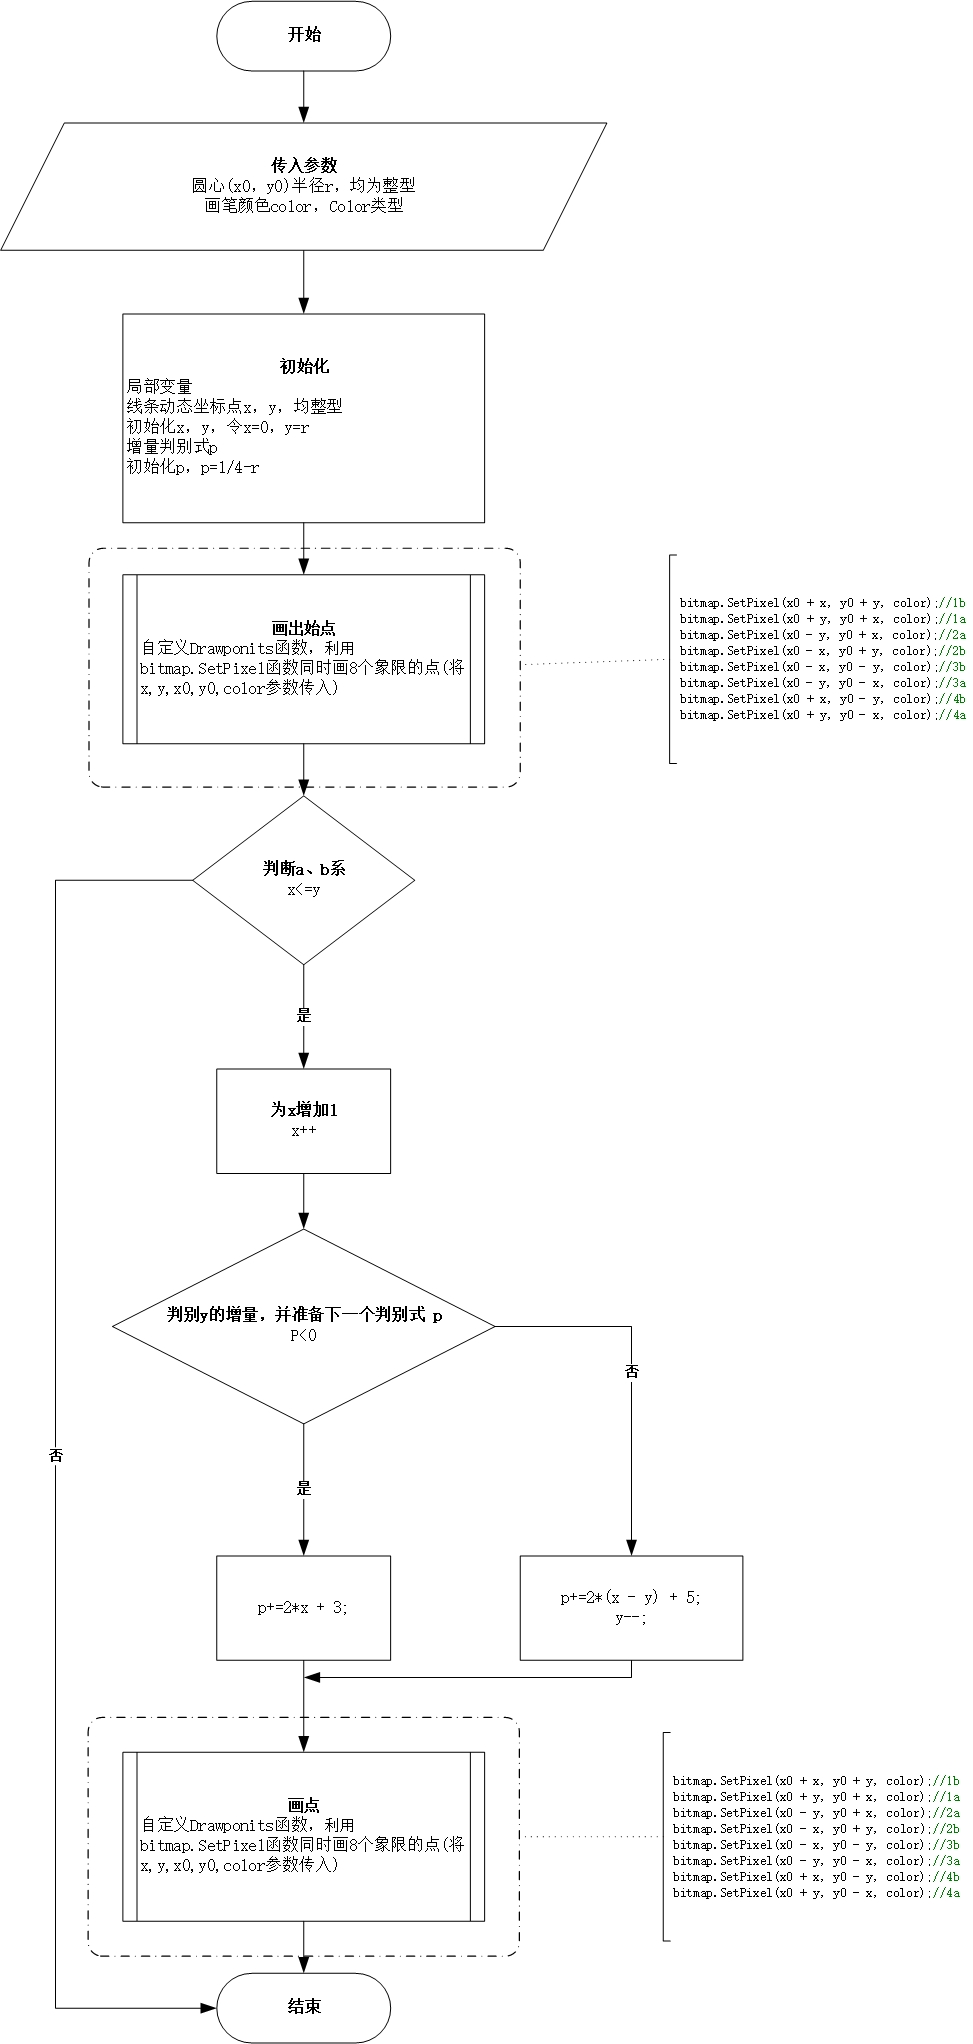 开始
传入参数
圆心(x0，y0)半径r，均为整型
画笔颜色color，Color类型
初始化
局部变量
线条动态坐标点x，y，均整型
初始化x，y，令x=0，y=r
增量判别式p
初始化p，p=1/4-r
画出始点
自定义Drawponits函数，利用
bitmap.SetPixel函数同时画8个象限的点(将
x,y,x0,y0,color参数传入)
bitmap.SetPixel(x0 + x, y0 + y, color);//1b
bitmap.SetPixel(x0 + y, y0 + x, color);//1a
bitmap.SetPixel(x0 - y, y0 + x, color);//2a
bitmap.SetPixel(x0 - x, y0 + y, color);//2b
bitmap.SetPixel(x0 - x, y0 - y, color);//3b
bitmap.SetPixel(x0 - y, y0 - x, color);//3a
bitmap.SetPixel(x0 + x, y0 - y, color);//4b
bitmap.SetPixel(x0 + y, y0 - x, color);//4a
判断a、b系
x<=y
是
为x增加1
x++
判别y的增量，并准备下一个判别式 p
P<0
否
否
是
p+=2*x + 3;
p+=2*(x - y) + 5;
y--;
画点
自定义Drawponits函数，利用
bitmap.SetPixel函数同时画8个象限的点(将
x,y,x0,y0,color参数传入)
bitmap.SetPixel(x0 + x, y0 + y, color);//1b
bitmap.SetPixel(x0 + y, y0 + x, color);//1a
bitmap.SetPixel(x0 - y, y0 + x, color);//2a
bitmap.SetPixel(x0 - x, y0 + y, color);//2b
bitmap.SetPixel(x0 - x, y0 - y, color);//3b
bitmap.SetPixel(x0 - y, y0 - x, color);//3a
bitmap.SetPixel(x0 + x, y0 - y, color);//4b
bitmap.SetPixel(x0 + y, y0 - x, color);//4a
结束